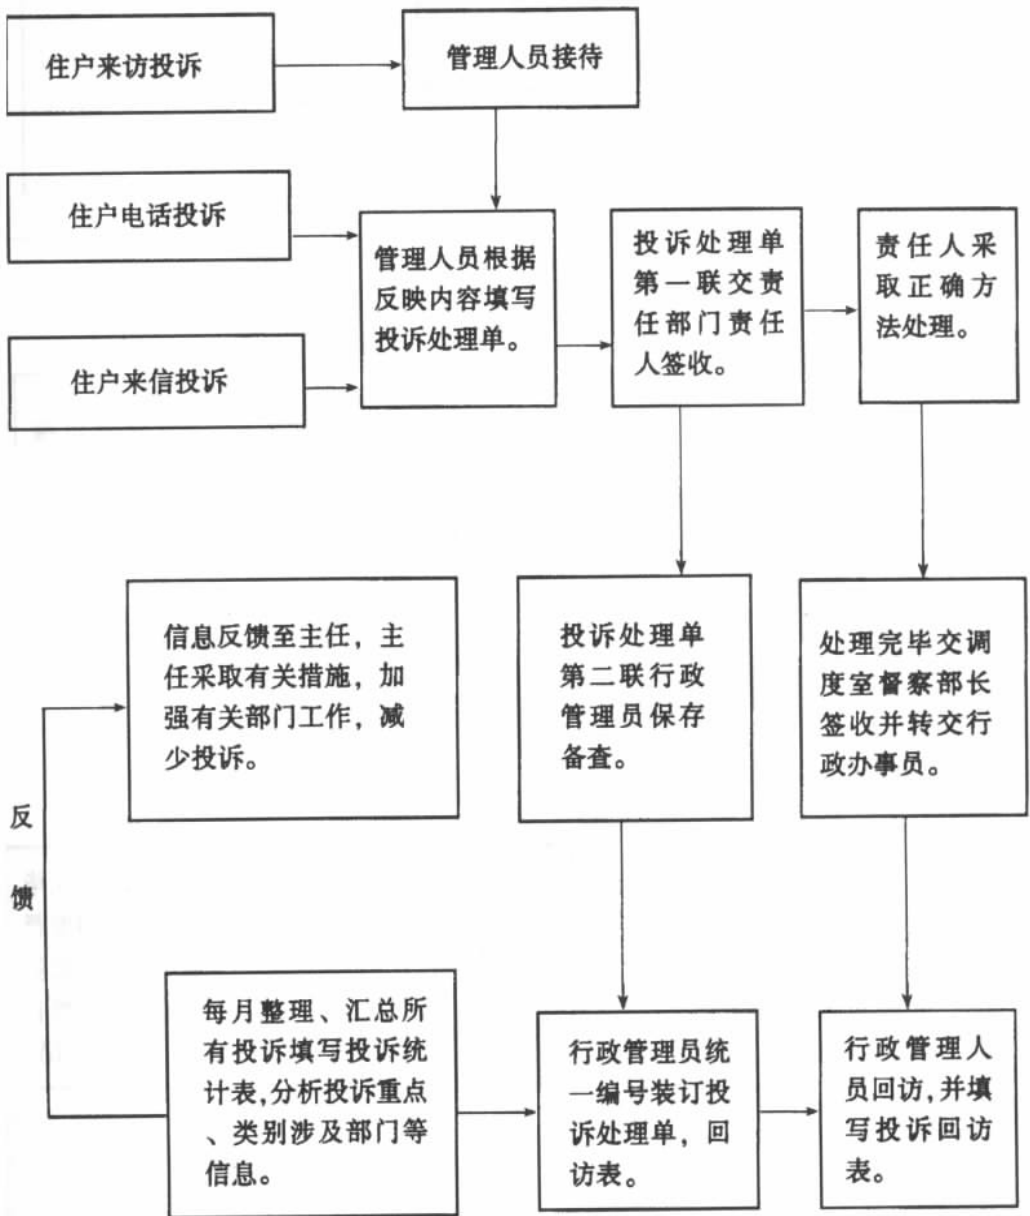 住户来访投诉
管理人员接待
住户电话投诉
住户来信投诉
管理人员根据
反映内容填写
投诉处理单。
投诉处理单
第一联交责
任部门责任
人签收。
责任人采
取正确方
法处理。
信息反馈至主任，主
任采取有关措施，加
强有关部门工作，减
少投诉。
投诉处理单
第二联行政
管理员保存
备查。
处理完毕交调
度室督察部长
签收并转交行
政办事员。
反
馈
每月整理、汇总所
有投诉填写投诉统
计表,分析投诉重点
、类别涉及部门等
信息。
行政管理员统
一编号装订投
诉处理单，回
访表。
行政管理人
员回访,并填
写投诉回访
表。